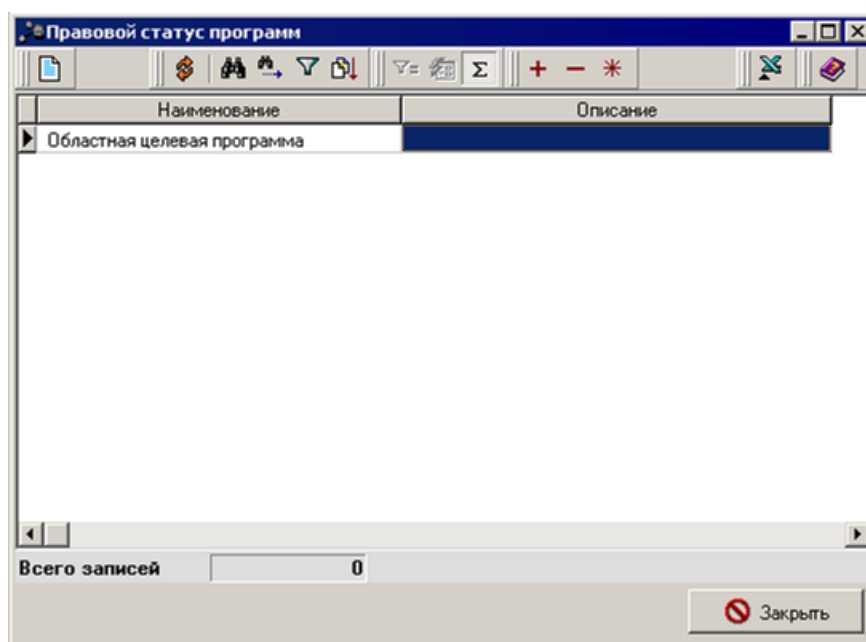 Правовой статус программ
Σ
Наименование Описание
Областная целевая программа
Всего записей 0
Закрыть